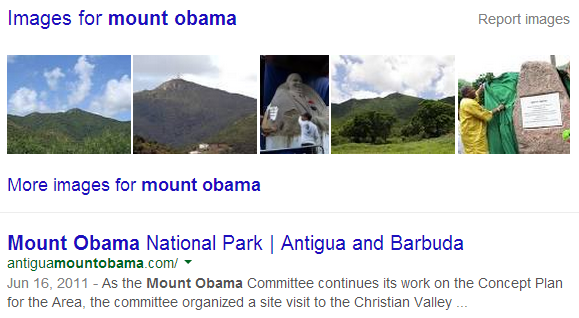 Images for mount obama
Report images
More images for mount obama
Mount Obama National Park | Antigua and Barbuda
antiguamountobama.com/
Jun 16, 2011 - As the Mount Obama Committee continues its work on the Concept Plan
for the Area, the committee organized a site visit to the Christian Valley ...